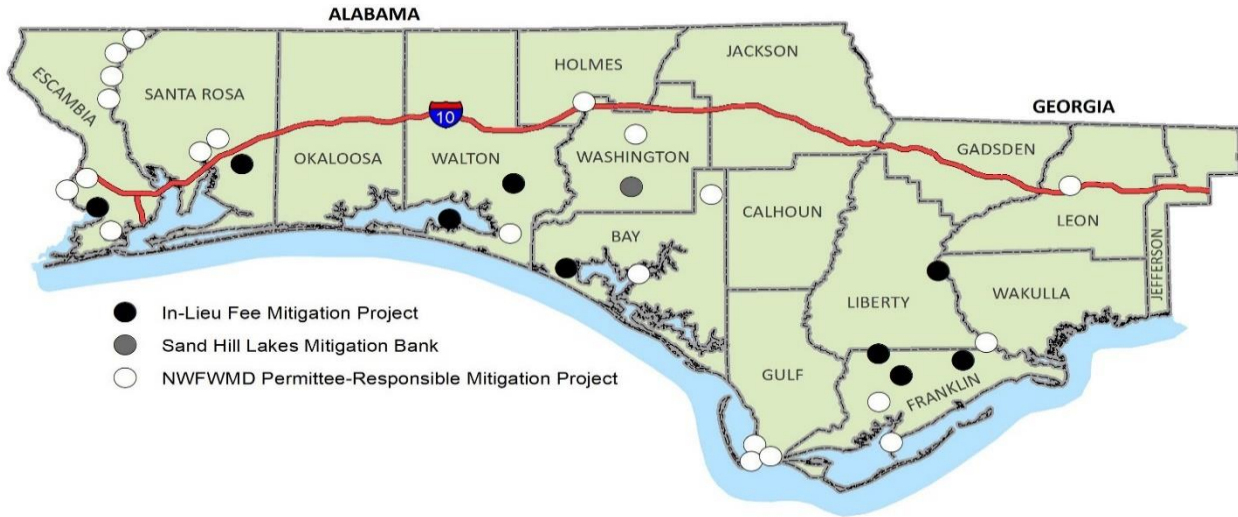 ALABAMA
JACKSON
HOLMES
ESCAMBIA
SANTA ROSA
GEORGIA
10
GADSDEN
OKALOOSA
WALTON
WASHINGTON
LEON
CALHOUN
BAY
JEFFERSON
LIBERTY
WAKULLA
In-Lieu Fee Mitigation Project
Sand Hill Lakes Mitigation Bank
NWFWMD Permittee-Responsible Mitigation Project
GULF
FRANKLIN